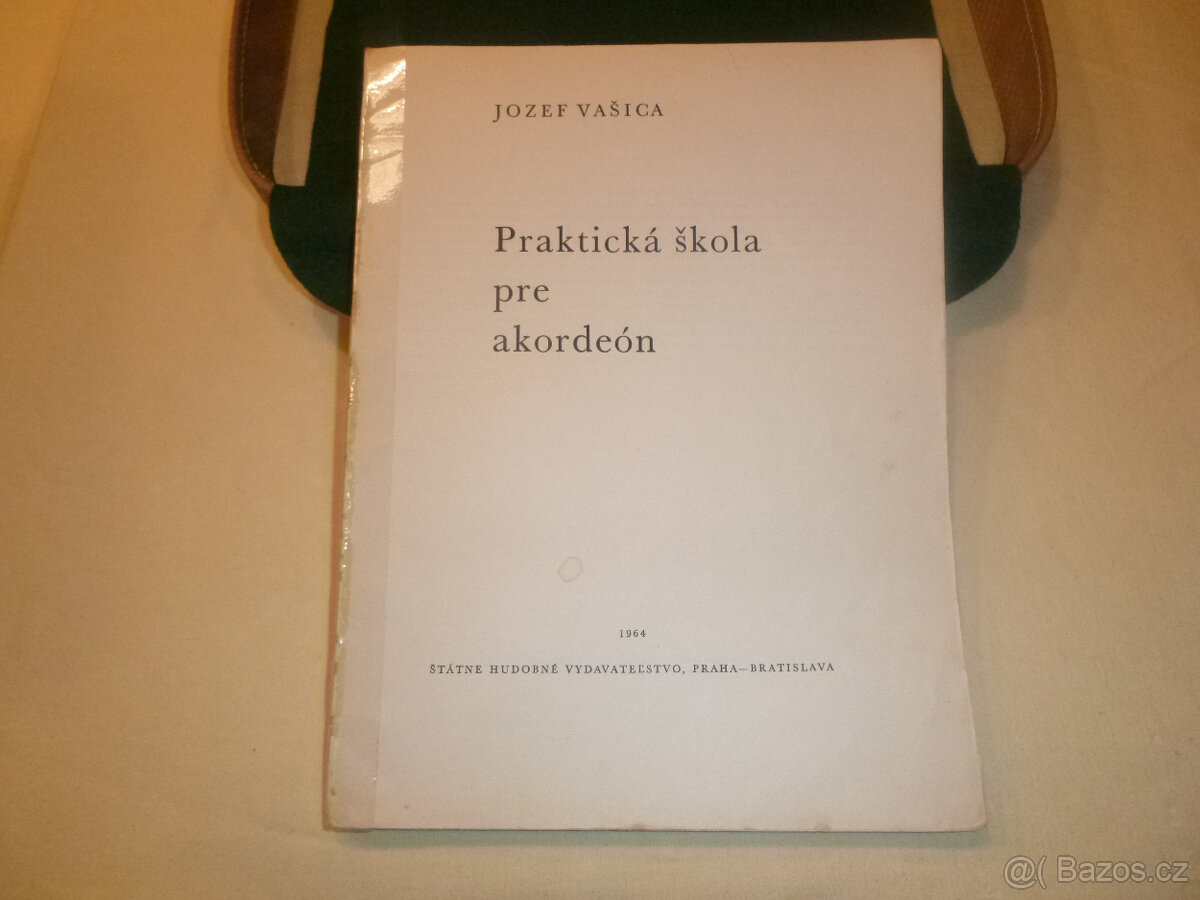 JOZEF VAŠICA
Praktická škola
pre
akordeón
1964
ŠTÁTNE HUDOBNÉ VYDAVATEĽSTVO, PRAHA—BRATISLAVA
@( Bazos.cz